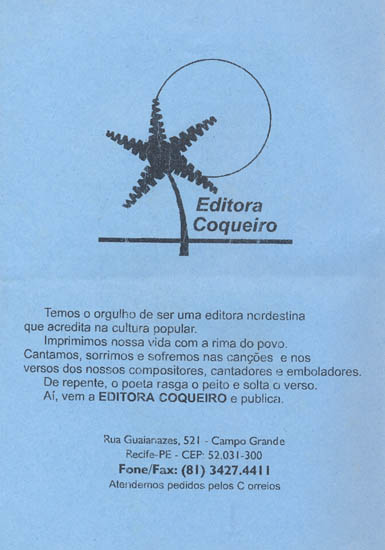 Editora
Coqueiro
Temos o orgulho de ser uma editora nordestina
que acredita na cultura popular.
Imprimimos nossa vida com a rima do povo.
Cantamos, sorrimos e sofremos nas canções e nos
versos dos nossos compositores, cantadores e emboladores.
De repente, o poeta rasga o peito e solta o verso.
Aí, vem a EDITORA COQUEIRO e publica.
Rua Guaianazes, 521 - Campo Grande
Recife-PE - CEP: 52.031-300
Fone/Fax: (81) 3427.4411
Atendemos pedidos pelos C orreios